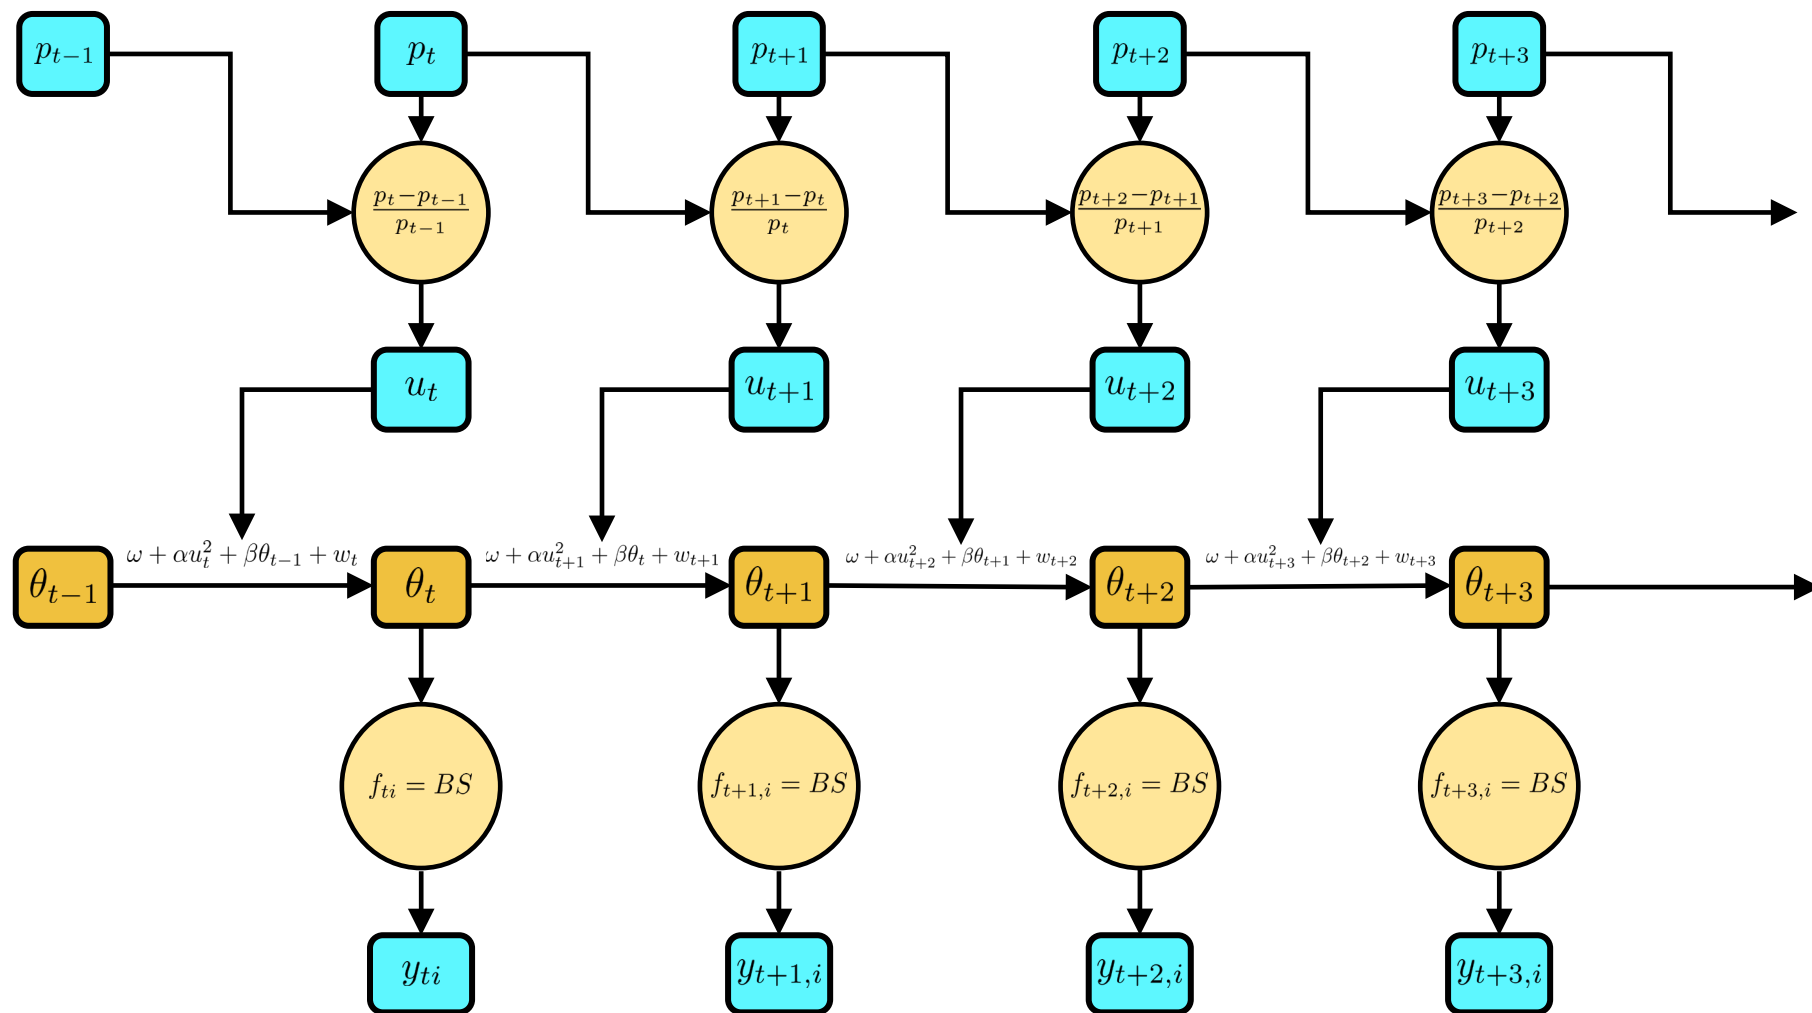 p_{t−1} p_t p_{t+1} p_{t+2} p_{t+3}
\frac{p_t−p_{t−1}}{p_{t−1}} \frac{p_{t+1}−p_t}{p_t} \frac{p_{t+2}−p_{t+1}}{p_{t+1}} \frac{p_{t+3}−p_{t+2}}{p_{t+2}}
u_t u_{t+1} u_{t+2} u_{t+3}
ω + αu_t^2 + βθ_{t−1} + w_t ω + αu_{t+1}^2 + βθ_t + w_{t+1} ω + αu_{t+2}^2 + βθ_{t+1} + w_{t+2} ω + αu_{t+3}^2 + βθ_{t+2} + w_{t+3}
θ_{t−1} θ_t θ_{t+1} θ_{t+2} θ_{t+3}
f_{ti} = BS f_{t+1,i} = BS f_{t+2,i} = BS f_{t+3,i} = BS
y_{ti} y_{t+1,i} y_{t+2,i} y_{t+3,i}